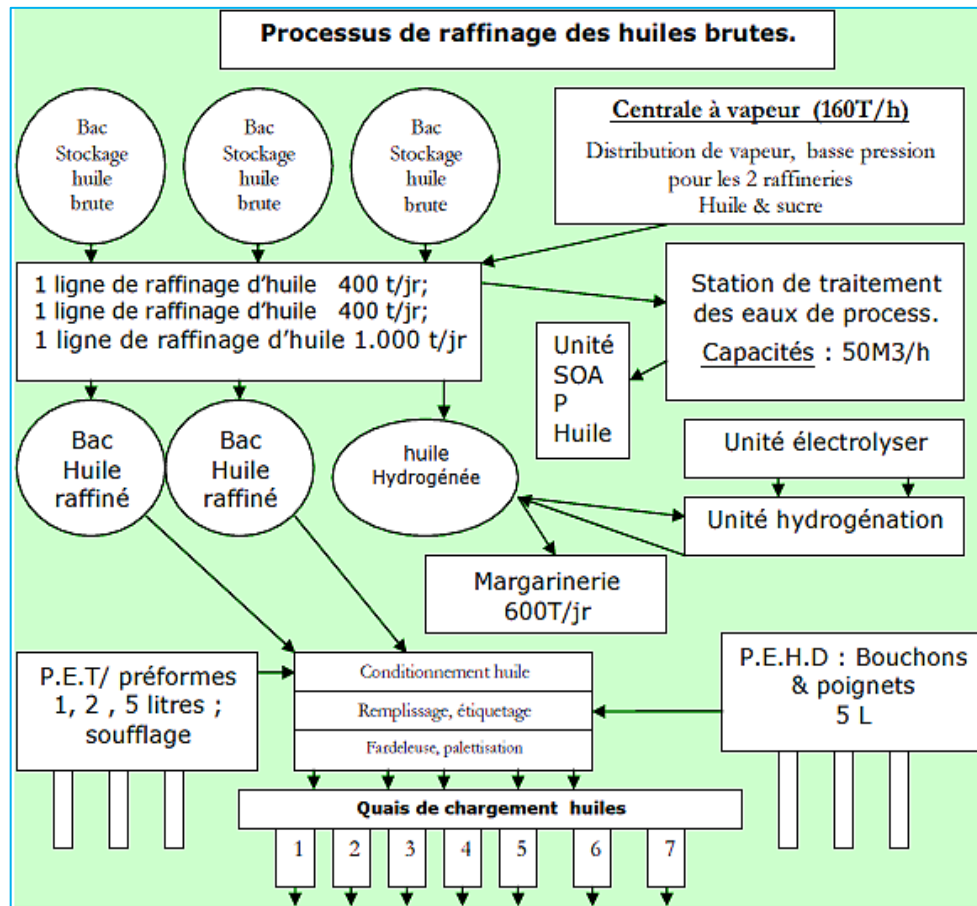 Processus de raffinage des huiles brutes.
Bac
Stockage
huile
brute
Bac
Stockage
huile
brute
Bac
Stockage
huile
brute
Centrale à vapeur (160T/h)
Distribution de vapeur, basse pression
pour les 2 raffineries
Huile & sucre
1 ligne de raffinage d'huile 400 t/jr;
1 ligne de raffinage d'huile 400 t/jr;
1 ligne de raffinage d'huile 1.000 t/jr
Station de traitement
des eaux de process.
Capacités : 50M3/h
Unité
SOA
P
Huile
Bac
Huile
raffiné
Bac
Huile
raffiné
huile
Hydrogénée
Unité électrolyser
Unité hydrogénation
Margarinerie
600T/jr
P.E.T/ préformes
1, 2 , 5 litres ;
soufflage
Conditionnement huile
Remplissage, étiquetage
Fardeleuse, palettisation
P.E.H.D : Bouchons
& poignets
5 L
Quais de chargement huiles
1 2 3 4 5 6 7